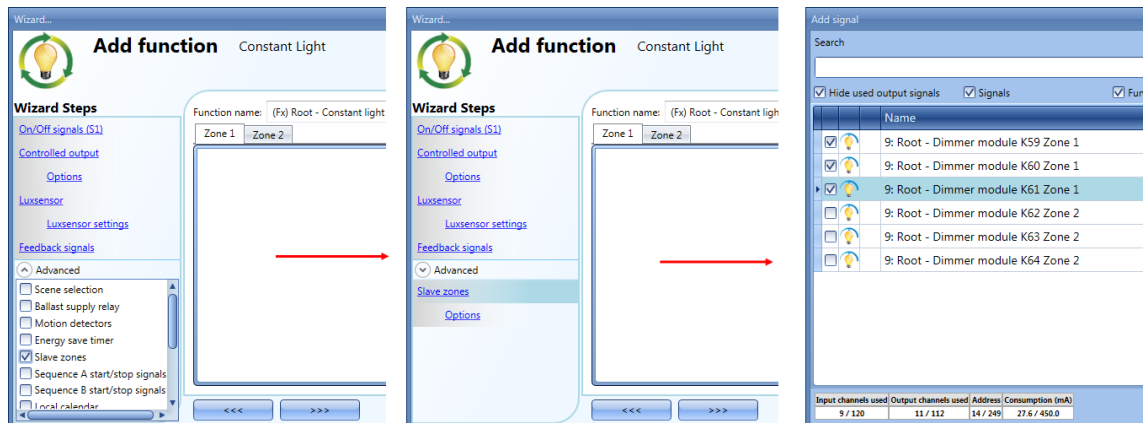 Wizard...
Add function Constant Light
Wizard Steps
On/Off signals (S1)
Controlled output
Options
Luxsensor
Luxsensor settings
Feedback signals
Advanced
Scene selection
Ballast supply relay
Motion detectors
Energy save timer
Slave zones
Sequence A start/stop signals
Sequence B start/stop signals
Local calendar
Function name: (Fx) Root - Constant light
Zone 1 Zone 2
<<< >>>
Wizard...
Add function Constant Light
Wizard Steps
On/Off signals (S1)
Controlled output
Options
Luxsensor
Luxsensor settings
Feedback signals
Advanced
Slave zones
Options
Function name: (Fx) Root - Constant ligh
Zone 1 Zone 2
<<< >>>
Add signal
Search
Hide used output signals Signals Fun
Name
9: Root - Dimmer module K59 Zone 1
9: Root - Dimmer module K60 Zone 1
9: Root - Dimmer module K61 Zone 1
9: Root - Dimmer module K62 Zone 2
9: Root - Dimmer module K63 Zone 2
9: Root - Dimmer module K64 Zone 2
Input channels used Output channels used Address Consumption (mA)
9 / 120 11 / 112 14 / 249 27.6 / 450.0